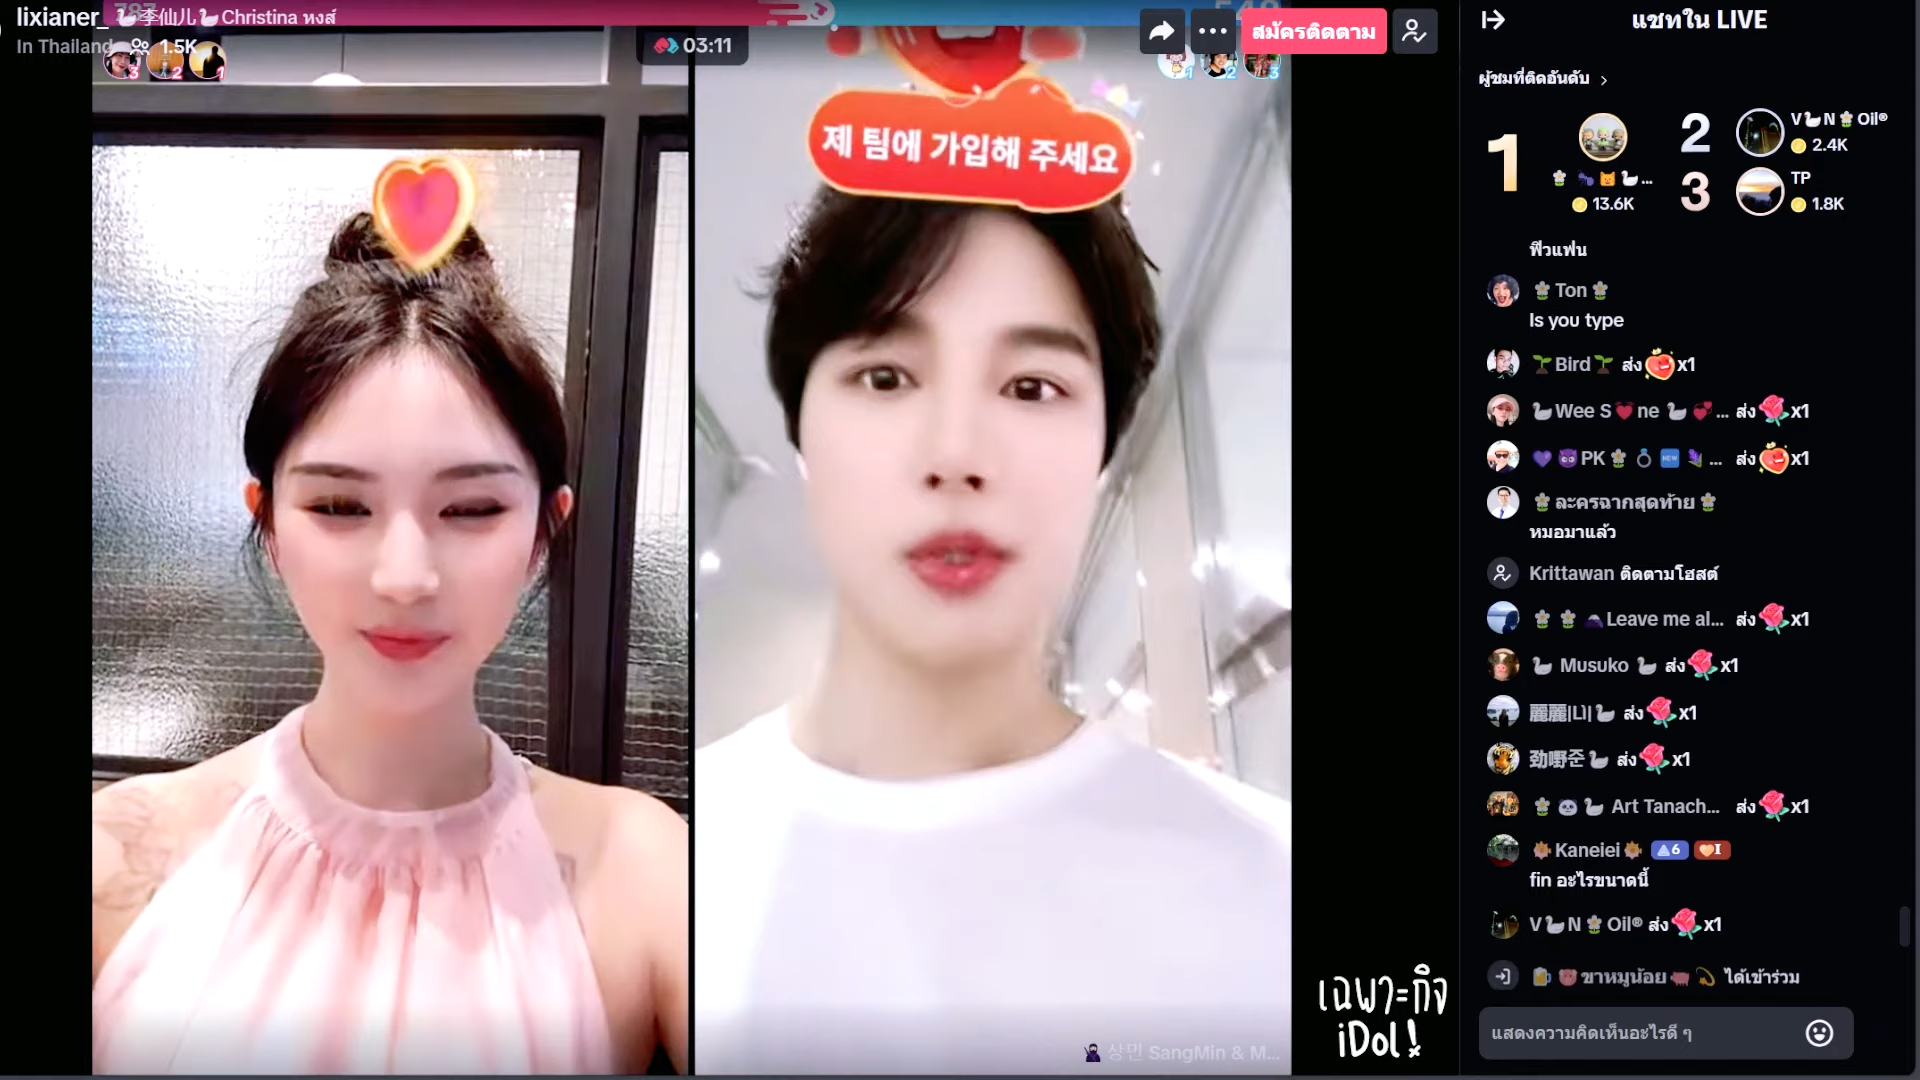 lixianer_
李仙儿 Christina หงส์
In Thailand
1.5K
787
03:11
3
2
1
1
2
3
สมัครติดตาม
제 팀에 가입해 주세요
상민 SangMin & M...
เฉพาะกิจ
iDol!
แชทใน LIVE
ผู้ชมที่ติดอันดับ
1
...
13.6K
2
V N Oil®
2.4K
3
TP
1.8K
ฟิวแฟน
Ton
Is you type
Bird ส่ง x1
Wee S ne ... ส่ง x1
PK NEW ... ส่ง x1
ละครฉากสุดท้าย
หมอมาแล้ว
Krittawan ติดตามโฮสต์
Leave me al... ส่ง x1
Musuko ส่ง x1
麗麗|Lì| ส่ง x1
劲嘢준 ส่ง x1
Art Tanach... ส่ง x1
Kaneiei 6 I
fin อะไรขนาดนี้
V N Oil® ส่ง x1
ขาหมูน้อย ได้เข้าร่วม
แสดงความคิดเห็นอะไรดี ๆ